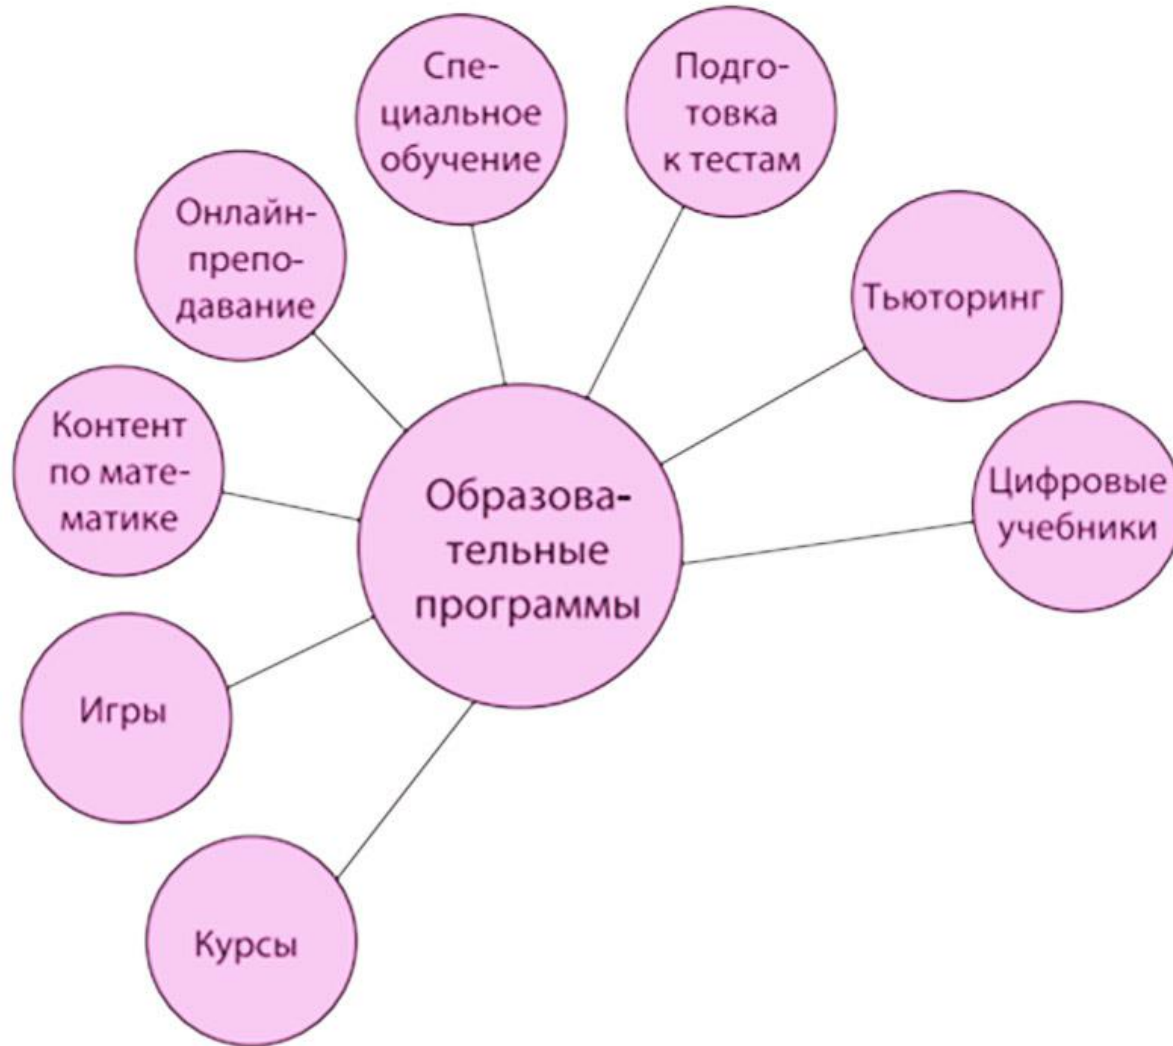 Спе-
циальное
обучение
Подго-
товка
к тестам
Онлайн-
препо-
давание
Тьюторинг
Контент
по мате-
матике
Цифровые
учебники
Образова-
тельные
программы
Игры
Курсы